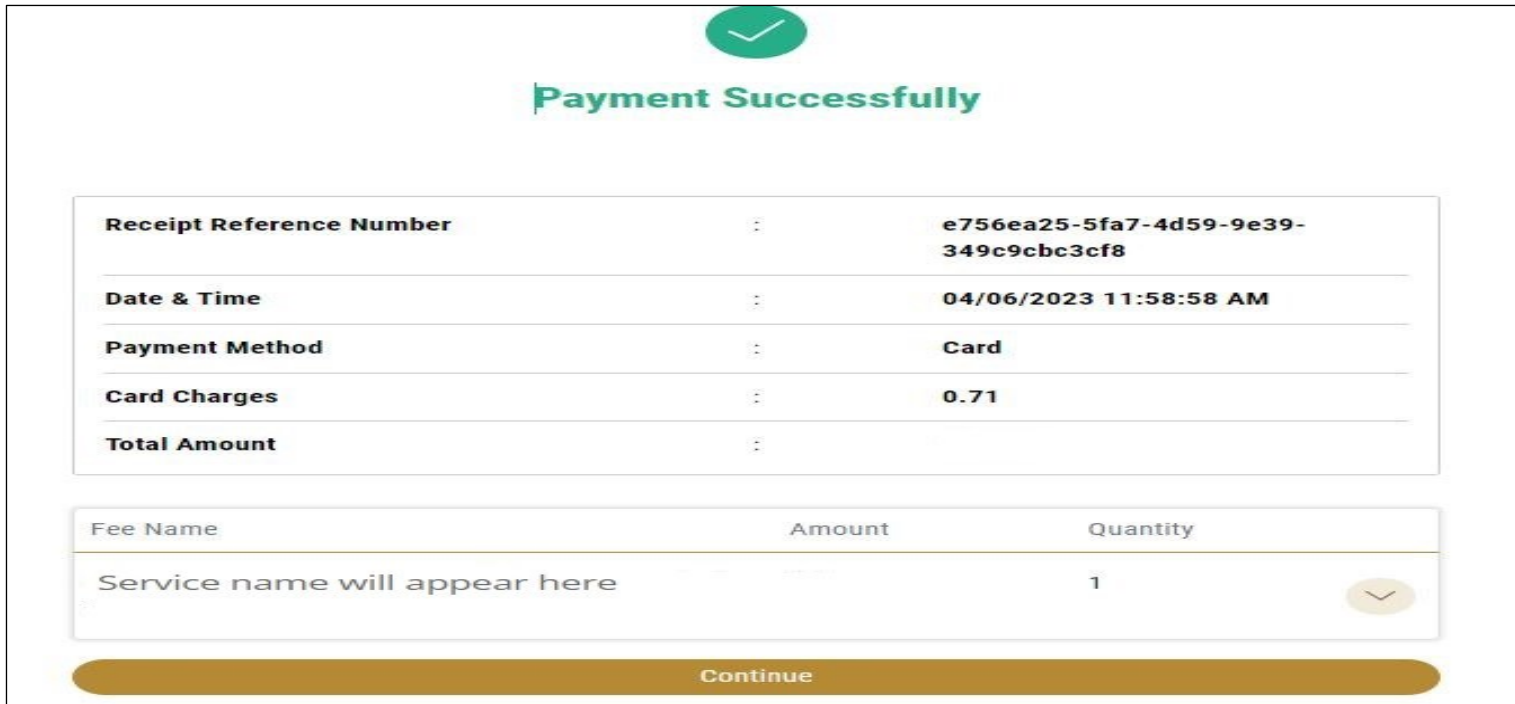 Payment Successfully
Receipt Reference Number : e756ea25-5fa7-4d59-9e39-
349c9cbc3cf8
Date & Time : 04/06/2023 11:58:58 AM
Payment Method : Card
Card Charges : 0.71
Total Amount :
Fee Name Amount Quantity
Service name will appear here 1
Continue